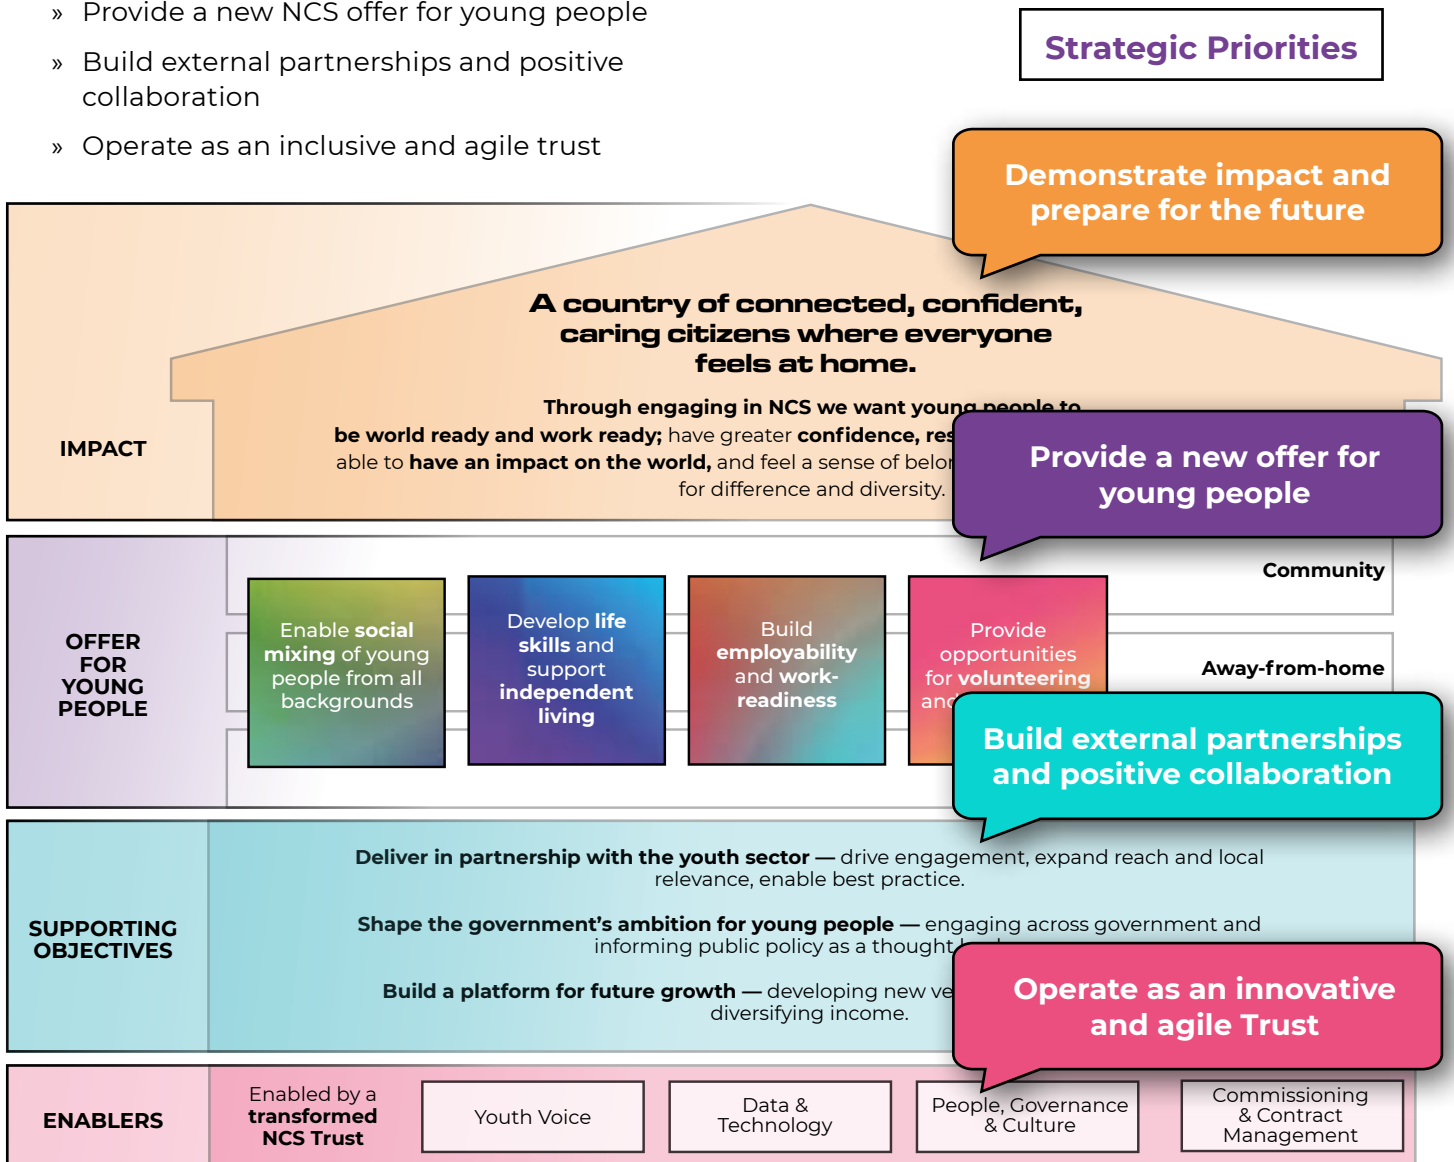 » Provide a new NCS offer for young people
» Build external partnerships and positive
collaboration
» Operate as an inclusive and agile trust
Strategic Priorities
Demonstrate impact and
prepare for the future
A country of connected, confident,
caring citizens where everyone
feels at home.
Through engaging in NCS we want young people to
be world ready and work ready; have greater confidence,
able to have an impact on the world, and feel a sense of
for difference and diversity.
IMPACT
Provide a new offer for
young people
OFFER
FOR
YOUNG
PEOPLE
Enable social
mixing of young
people from all
backgrounds
Develop life
skills and
support
independent
living
Build
employability
and work-
readiness
Provide
opportunities
for volunteering
Community
Away-from-home
Build external partnerships
and positive collaboration
SUPPORTING
OBJECTIVES
Deliver in partnership with the youth sector — drive engagement, expand reach and local
relevance, enable best practice.
Shape the government’s ambition for young people — engaging across government and
informing public policy as a thought
Build a platform for future growth — developing new
diversifying income.
Operate as an innovative
and agile Trust
ENABLERS
Enabled by a
transformed
NCS Trust
Youth Voice
Data &
Technology
People, Governance
& Culture
Commissioning
& Contract
Management